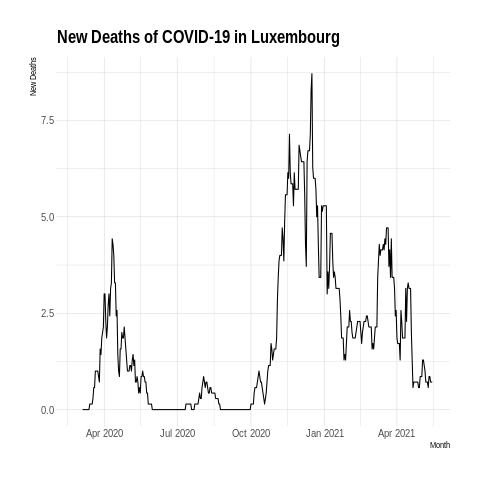 New Deaths of COVID-19 in Luxembourg
New Deaths
7.5
5.0
2.5
0.0
Apr 2020 Jul 2020 Oct 2020 Jan 2021 Apr 2021
Month